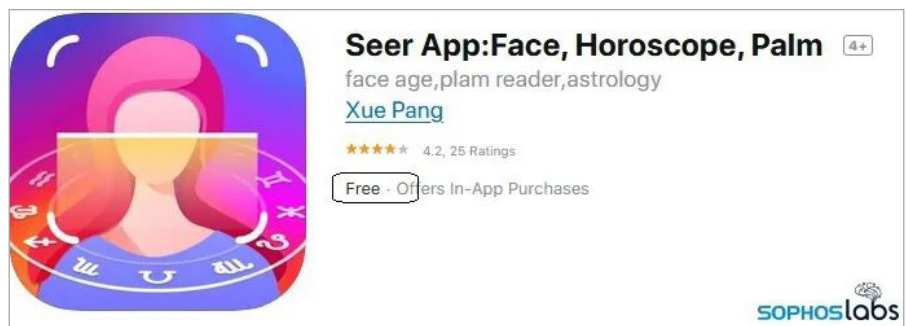 Seer App:Face, Horoscope, Palm 4+
face age,plam reader,astrology
Xue Pang
4.2, 25 Ratings
Free · Offers In-App Purchases
SOPHOSlabs